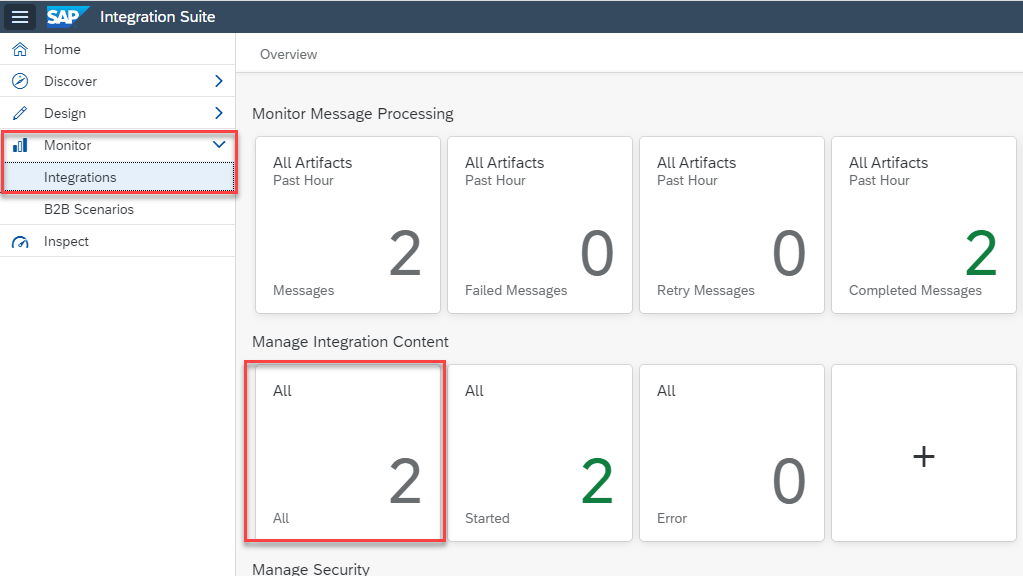 SAP Integration Suite
Home
Discover
Design
Monitor
Integrations
B2B Scenarios
Inspect
Overview
Monitor Message Processing
All Artifacts
Past Hour
2
Messages
All Artifacts
Past Hour
0
Failed Messages
All Artifacts
Past Hour
0
Retry Messages
All Artifacts
Past Hour
2
Completed Messages
Manage Integration Content
All
2
All
All
2
Started
All
0
Error
+
Manage Security